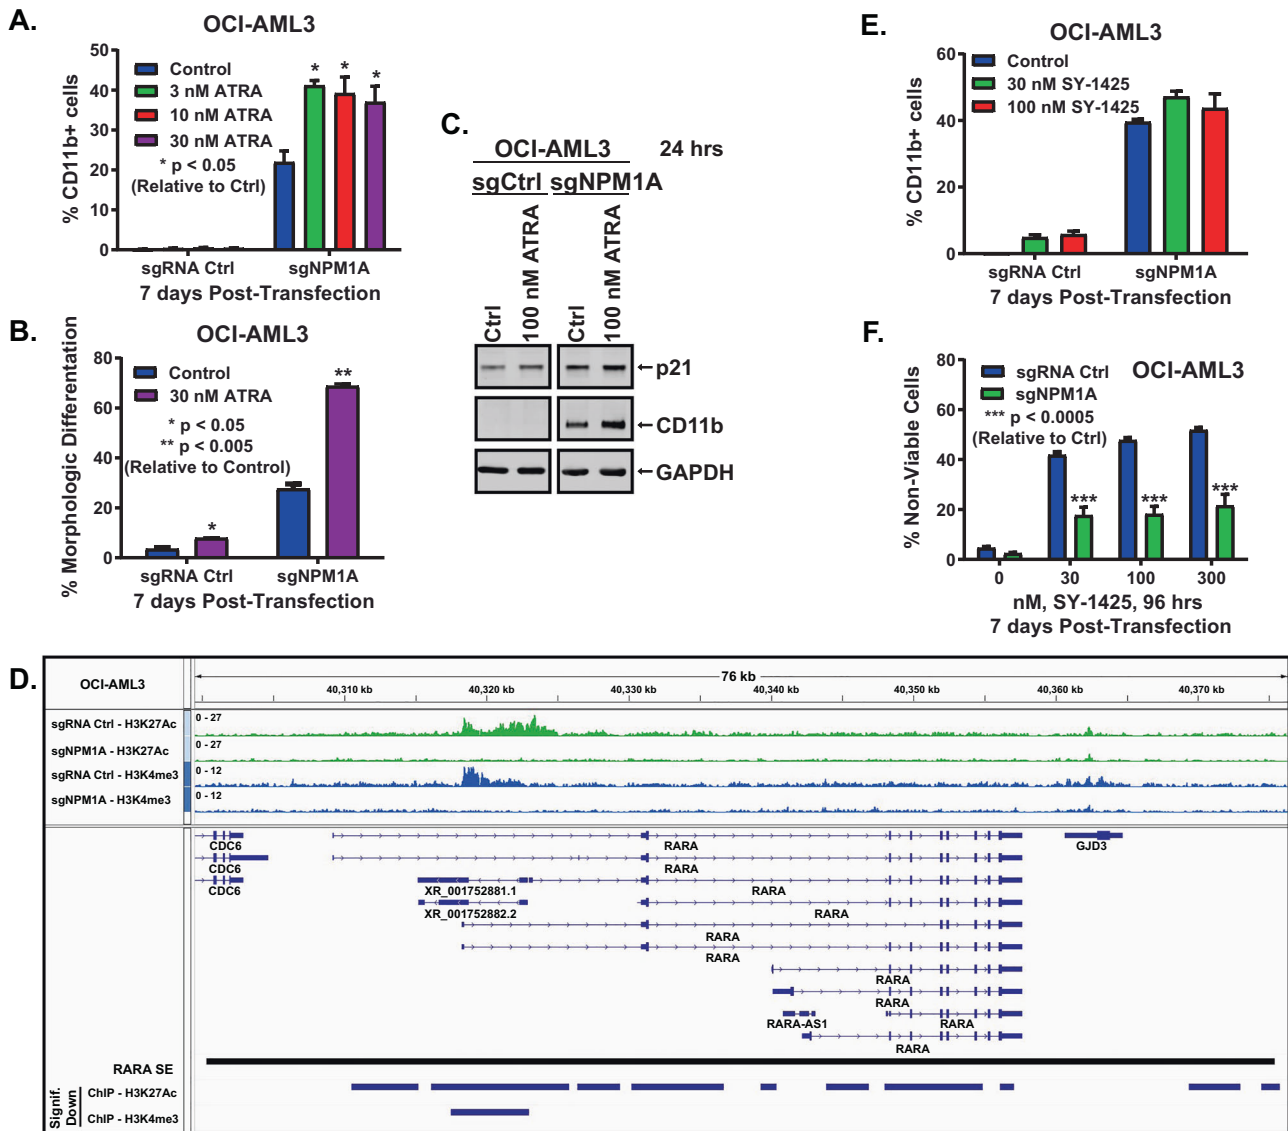 A.
OCI-AML3
% CD11b+ cells
50
40
30
20
10
0
Control
3 nM ATRA
10 nM ATRA
30 nM ATRA
* p < 0.05
(Relative to Ctrl)
* * *
sgRNA Ctrl sgNPM1A
7 days Post-Transfection
B.
OCI-AML3
% Morphologic Differentation
80
60
40
20
0
Control
30 nM ATRA
* p < 0.05
** p < 0.005
(Relative to Control)
*
**
sgRNA Ctrl sgNPM1A
7 days Post-Transfection
C.
OCI-AML3 24 hrs
sgCtrl sgNPM1A
Ctrl
100 nM ATRA
Ctrl
100 nM ATRA
p21
CD11b
GAPDH
E.
OCI-AML3
% CD11b+ cells
60
40
20
0
Control
30 nM SY-1425
100 nM SY-1425
sgRNA Ctrl sgNPM1A
7 days Post-Transfection
F.
OCI-AML3
% Non-Viable Cells
80
60
40
20
0
sgRNA Ctrl
sgNPM1A
*** p < 0.0005
(Relative to Ctrl)
*** *** ***
0 30 100 300
nM, SY-1425, 96 hrs
7 days Post-Transfection
D.
OCI-AML3
76 kb
40,310 kb 40,320 kb 40,330 kb 40,340 kb 40,350 kb 40,360 kb 40,370 kb
sgRNA Ctrl - H3K27Ac 0 - 27
sgNPM1A - H3K27Ac 0 - 27
sgRNA Ctrl - H3K4me3 0 - 12
sgNPM1A - H3K4me3 0 - 12
CDC6 RARA GJD3
CDC6 RARA
CDC6 XR_001752881.1 RARA
XR_001752882.2 RARA
RARA
RARA
RARA
RARA
RARA-AS1 RARA
RARA
RARA SE
Signif. Down
ChIP - H3K27Ac
ChIP - H3K4me3